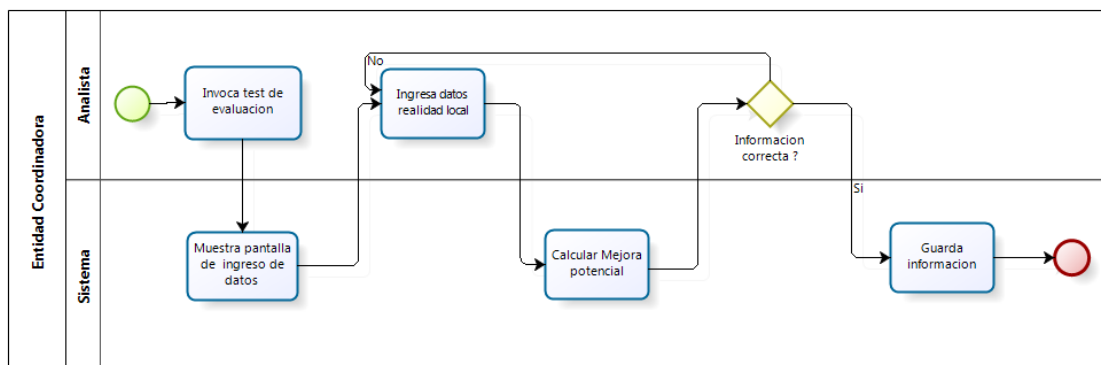 Entidad Coordinadora
Analista
Invoca test de
evaluacion
No
Ingresa datos
realidad local
Informacion
correcta ?
Sistema
Muestra pantalla
de ingreso de
datos
Calcular Mejora
potencial
Si
Guarda
informacion